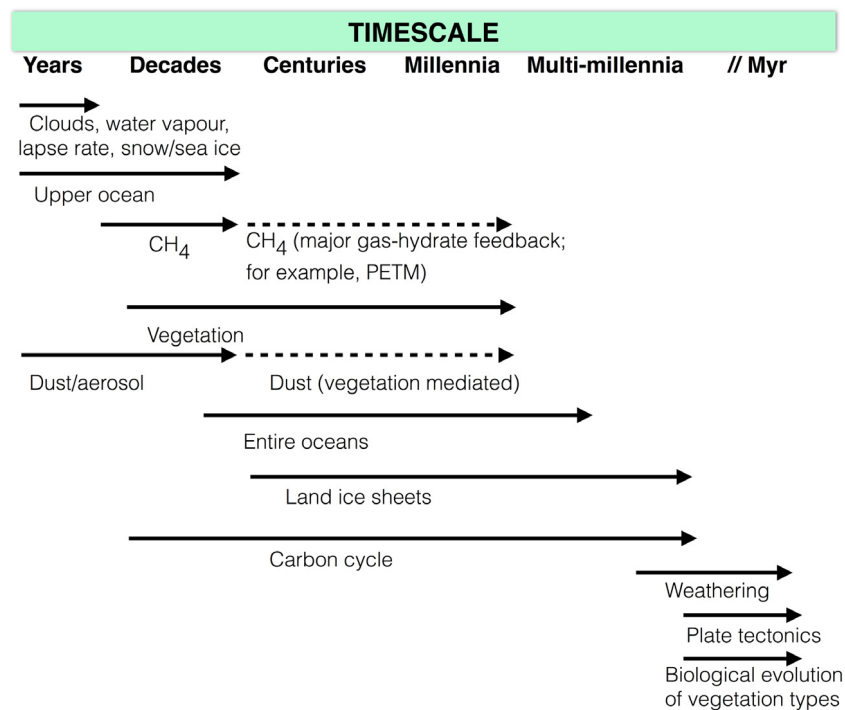 TIMESCALE
Years Decades Centuries Millennia Multi-millennia // Myr
Clouds, water vapour,
lapse rate, snow/sea ice
Upper ocean
CH4
CH4 (major gas-hydrate feedback;
for example, PETM)
Vegetation
Dust/aerosol
Dust (vegetation mediated)
Entire oceans
Land ice sheets
Carbon cycle
Weathering
Plate tectonics
Biological evolution
of vegetation types